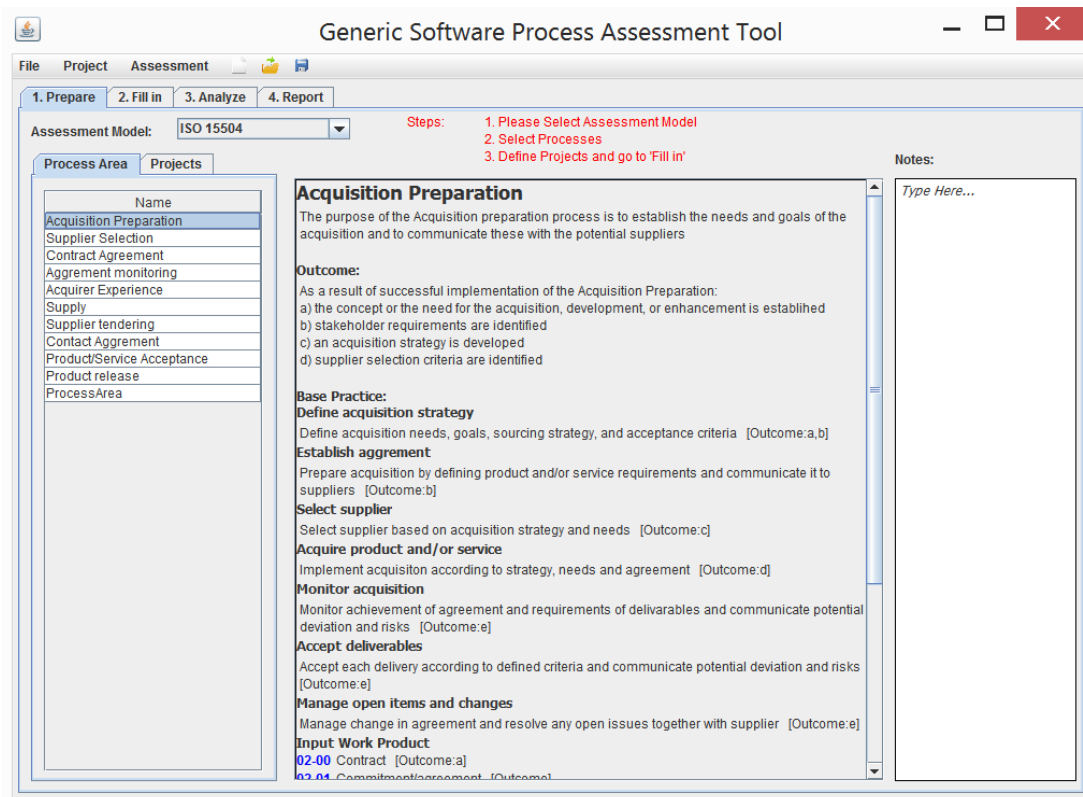 Generic Software Process Assessment Tool
File Project Assessment
1. Prepare 2. Fill in 3. Analyze 4. Report
Assessment Model: ISO 15504
Steps: 1. Please Select Assessment Model
2. Select Processes
3. Define Projects and go to 'Fill in'
Process Area Projects
Name
Acquisition Preparation
Supplier Selection
Contract Agreement
Aggrement monitoring
Acquirer Experience
Supply
Supplier tendering
Contact Aggrement
Product/Service Acceptance
Product release
ProcessArea
Acquisition Preparation
The purpose of the Acquisition preparation process is to establish the needs and goals of the
acquisition and to communicate these with the potential suppliers
Outcome:
As a result of successful implementation of the Acquisition Preparation:
a) the concept or the need for the acquisition, development, or enhancement is establihed
b) stakeholder requirements are identified
c) an acquisition strategy is developed
d) supplier selection criteria are identified
Base Practice:
Define acquisition strategy
Define acquisition needs, goals, sourcing strategy, and acceptance criteria [Outcome:a,b]
Establish aggrement
Prepare acquisition by defining product and/or service requirements and communicate it to
suppliers [Outcome:b]
Select supplier
Select supplier based on acquisition strategy and needs [Outcome:c]
Acquire product and/or service
Implement acquisiton according to strategy, needs and agreement [Outcome:d]
Monitor acquisition
Monitor achievement of agreement and requirements of delivarables and communicate potential
deviation and risks [Outcome:e]
Accept deliverables
Accept each delivery according to defined criteria and communicate potential deviation and risks
[Outcome:e]
Manage open items and changes
Manage change in agreement and resolve any open issues together with supplier [Outcome:e]
Input Work Product
02-00 Contract [Outcome:a]
02-01 Commitment/agreement [Outcome]
Notes:
Type Here...